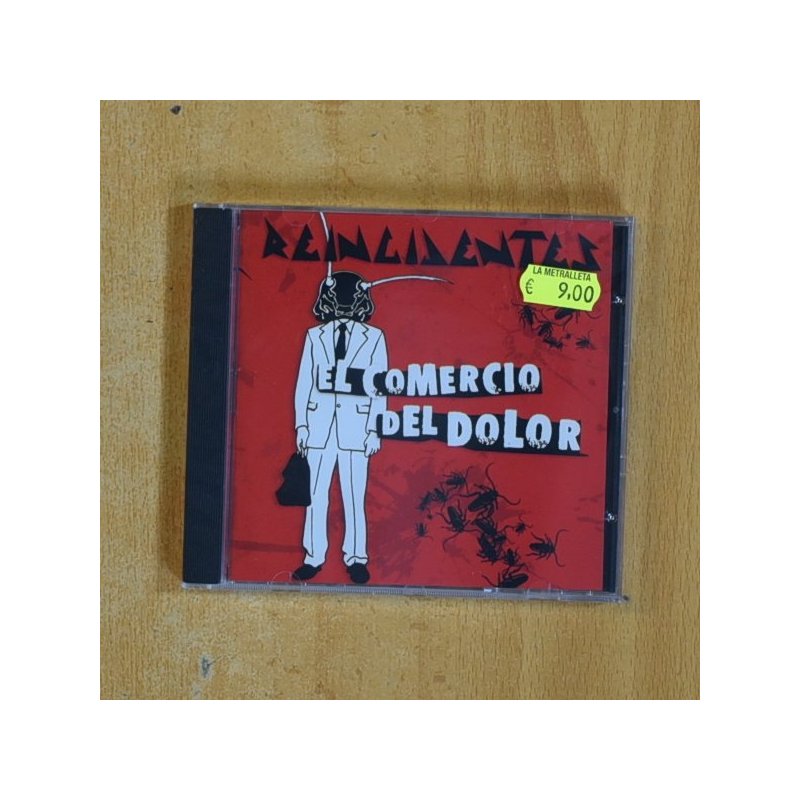 REINCIDENTES
LA METRALLETA
€ 9,00
EL COMERCIO
DEL DOLOR